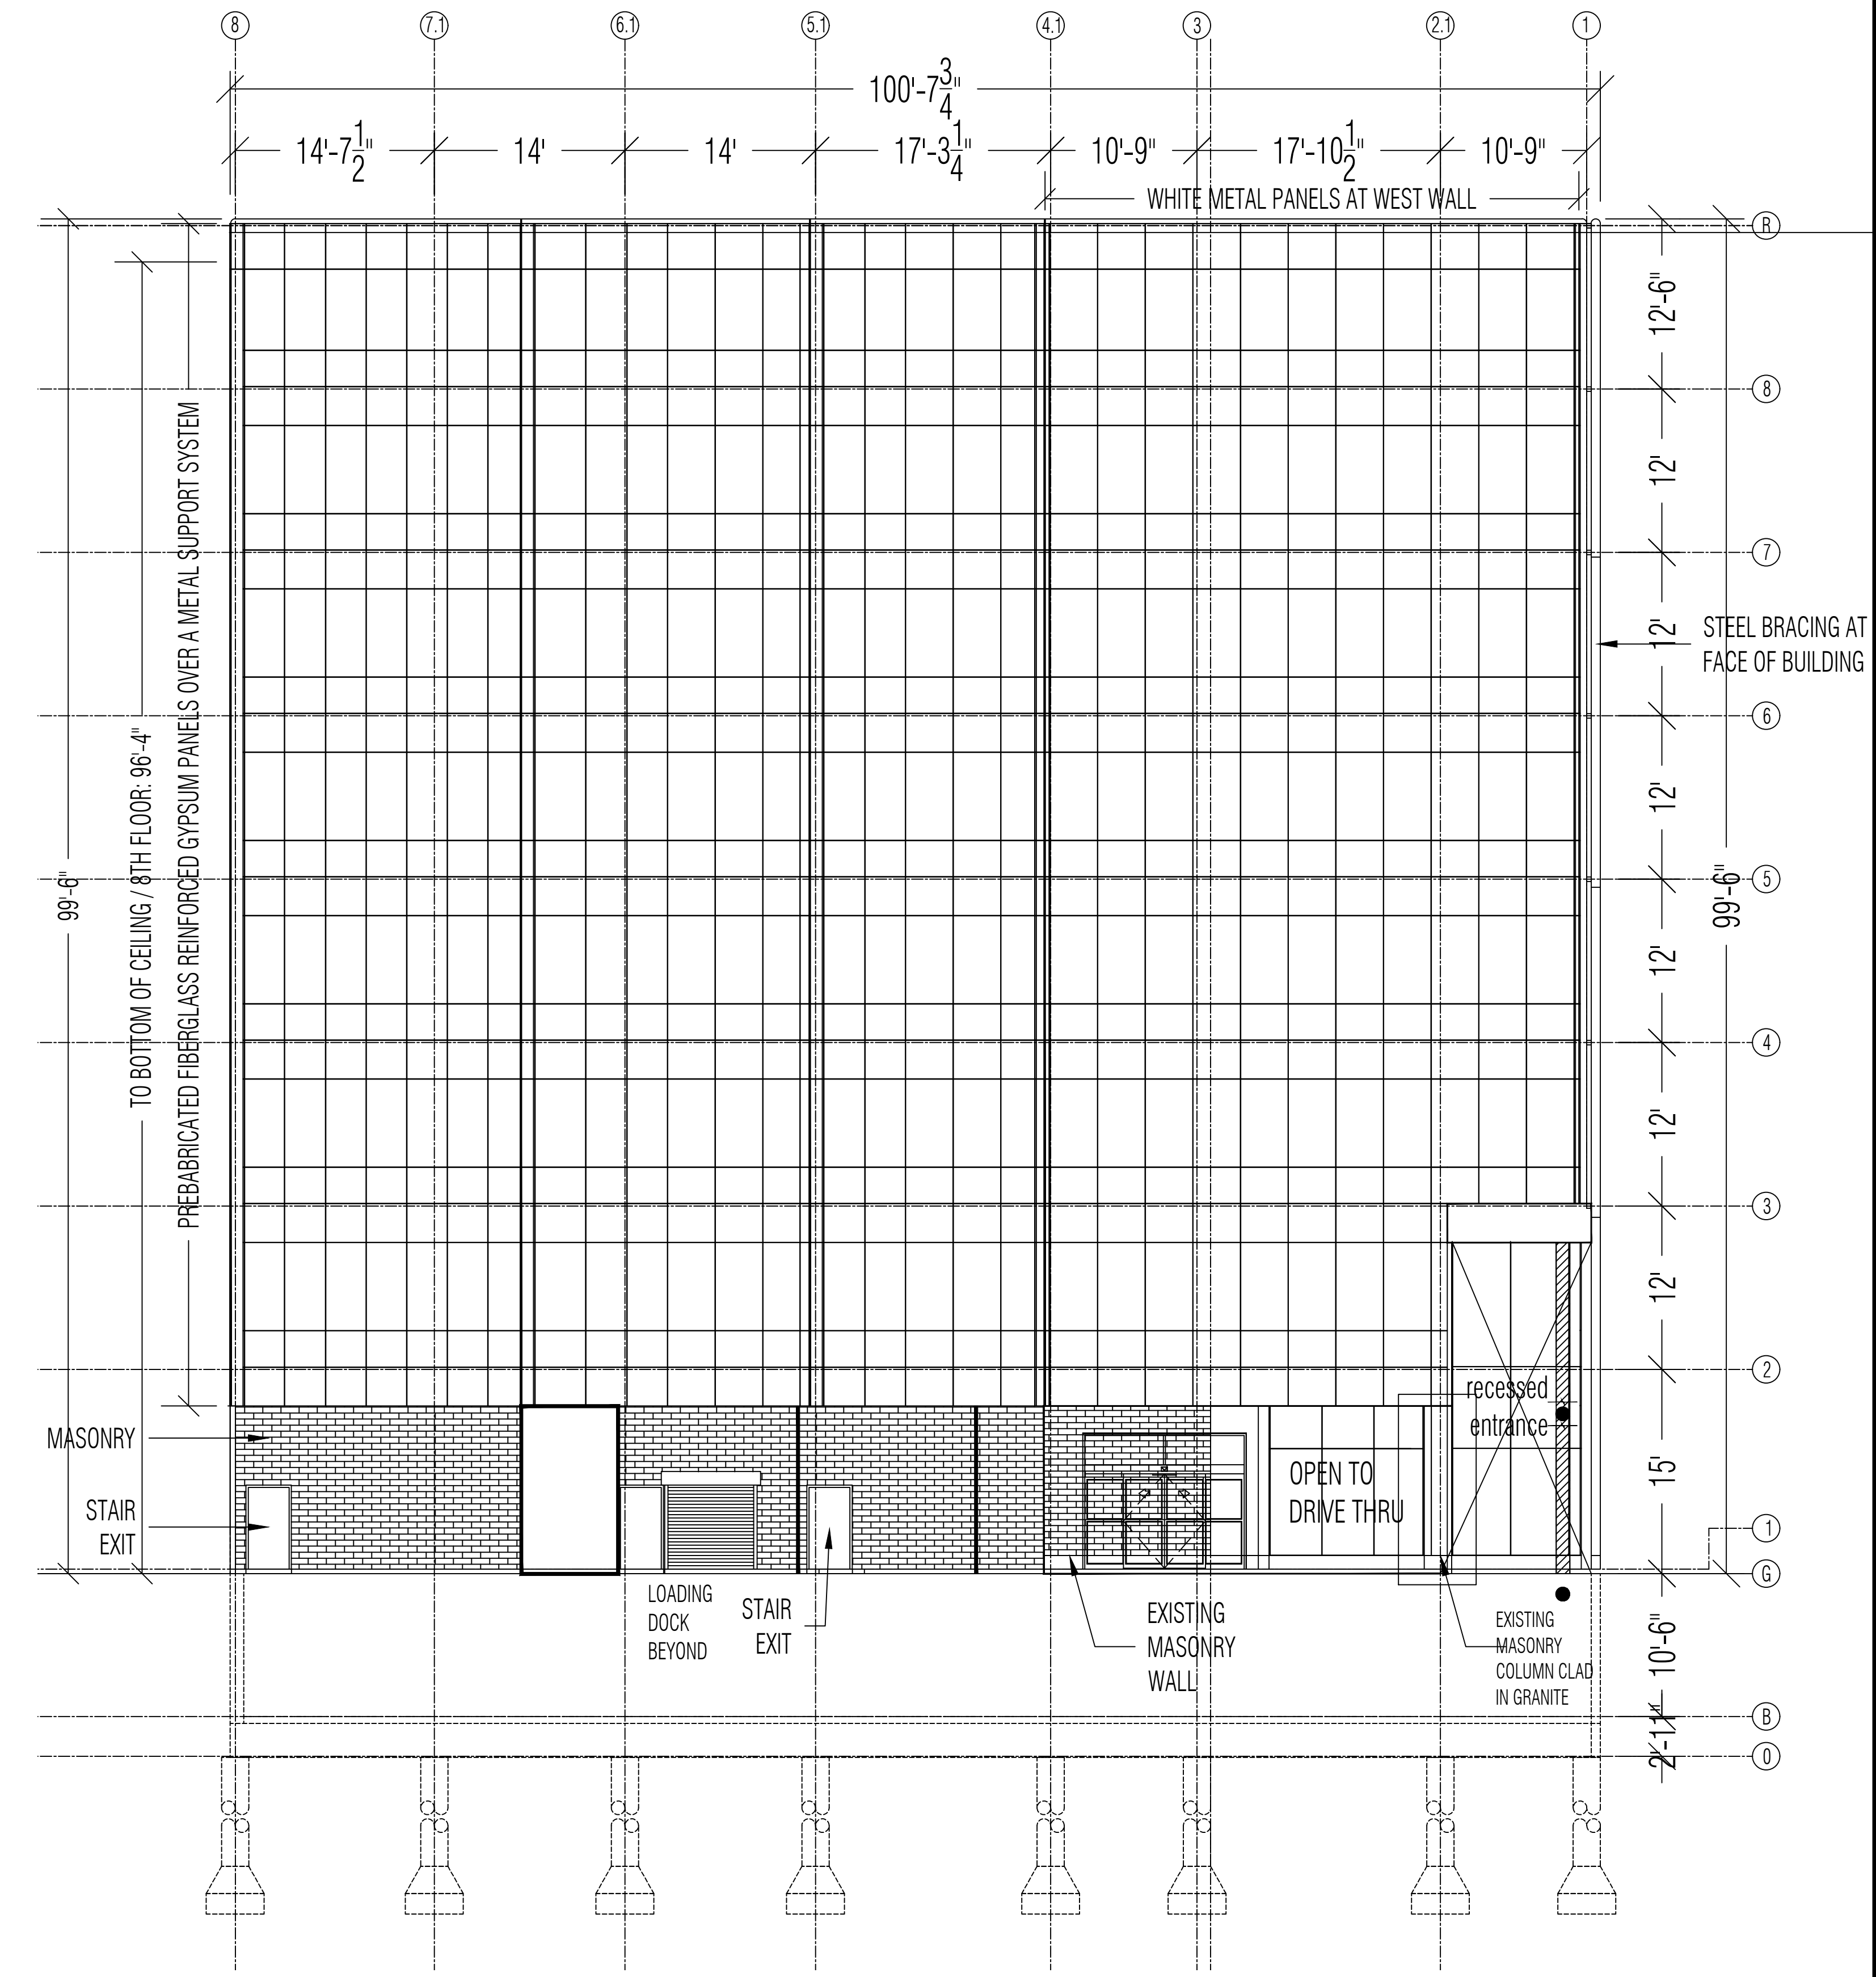 8 7.1 6.1 5.1 4.1 3 2.1 1
100'-7 3/4"
14'-7 1/2" 14' 14' 17'-3 1/4" 10'-9" 17'-10 1/2" 10'-9"
WHITE METAL PANELS AT WEST WALL
R
12'-6"
8
12'
7
12'
STEEL BRACING AT
FACE OF BUILDING
6
12'
5
99'-6"
12'
4
12'
3
12'
2
15'
1
G
10'-6"
B
2'-11"
0
99'-6"
TO BOTTOM OF CEILING / 8TH FLOOR: 96'-4"
PREBABRICATED FIBERGLASS REINFORCED GYPSUM PANELS OVER A METAL SUPPORT SYSTEM
MASONRY
STAIR
EXIT
recessed
entrance
OPEN TO
DRIVE THRU
LOADING
DOCK
BEYOND
STAIR
EXIT
EXISTING
MASONRY
WALL
EXISTING
MASONRY
COLUMN CLAD
IN GRANITE